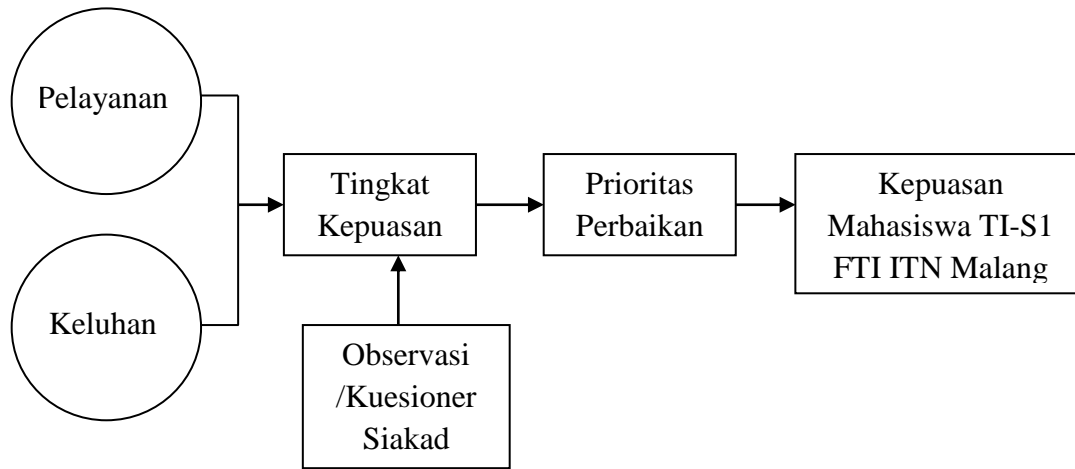 Pelayanan
Keluhan
Tingkat
Kepuasan
Observasi
/Kuesioner
Siakad
Prioritas
Perbaikan
Kepuasan
Mahasiswa TI-S1
FTI ITN Malang